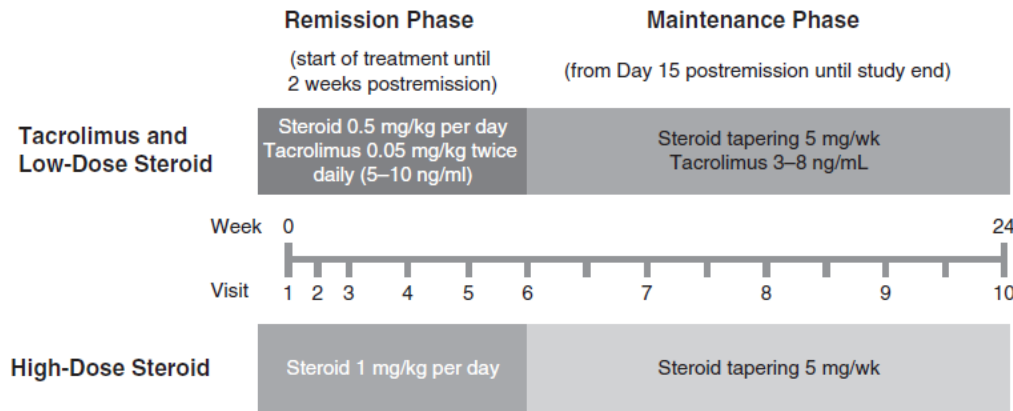 Remission Phase
Maintenance Phase
(start of treatment until
2 weeks postremission)
(from Day 15 postremission until study end)
Tacrolimus and
Low-Dose Steroid
Steroid 0.5 mg/kg per day
Tacrolimus 0.05 mg/kg twice
daily (5–10 ng/ml)
Steroid tapering 5 mg/wk
Tacrolimus 3–8 ng/mL
Week 0 24
Visit 1 2 3 4 5 6 7 8 9 10
High-Dose Steroid
Steroid 1 mg/kg per day
Steroid tapering 5 mg/wk